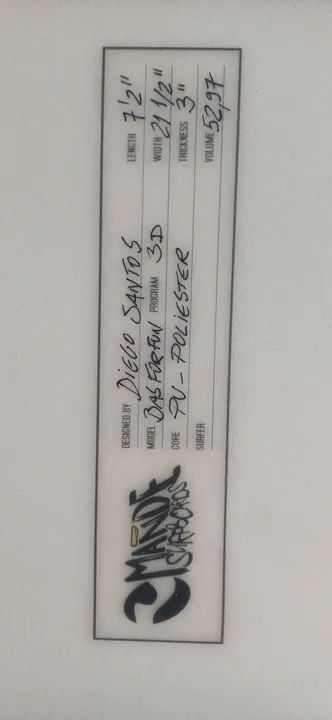 MANDE
SURFBOARDS
DESIGNED BY DIEGO SANTOS LENGTH 7'2"
MODEL BAS FOR FUN PROGRAM 3D WIDTH 21 1/2"
CORE PU-POLIESTER THICKNESS 3"
SURFER VOLUME 52,97